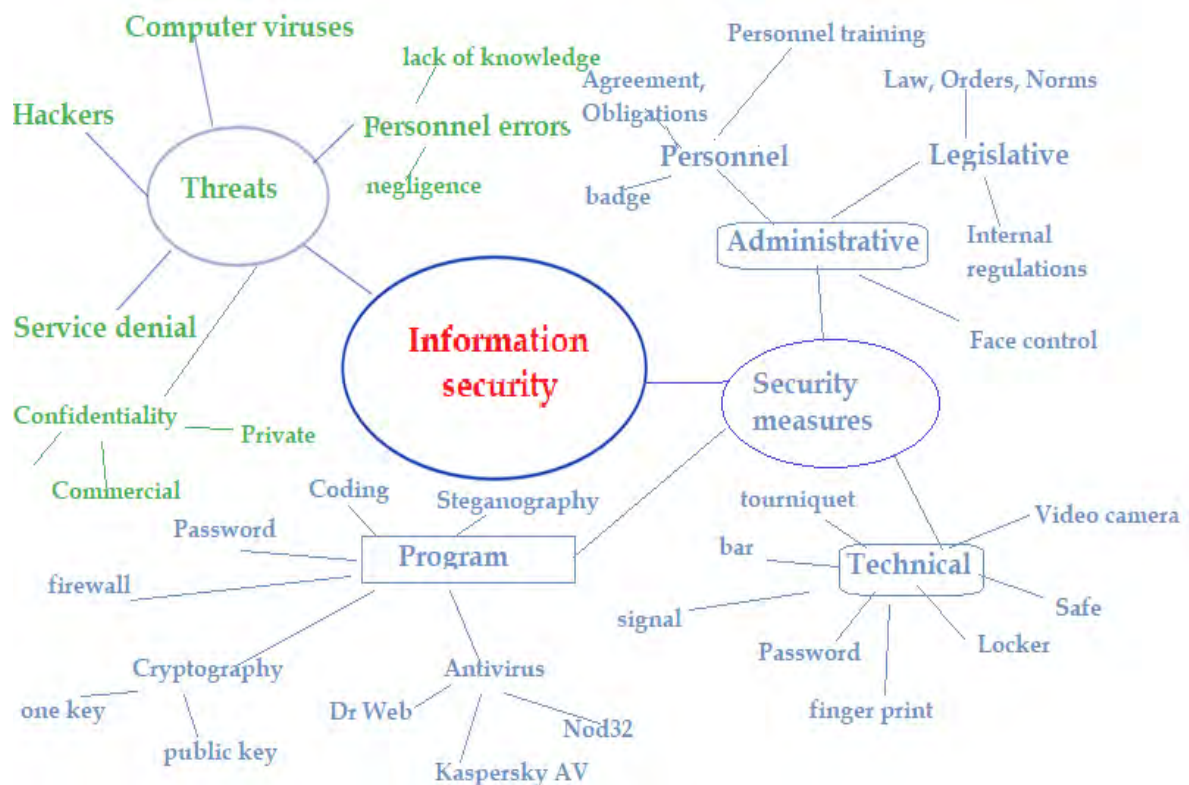 Computer viruses
lack of knowledge
Hackers
Personnel errors
Threats
negligence
Service denial
Confidentiality
Private
Commercial
Information
security
Personnel training
Agreement,
Obligations
Law, Orders, Norms
Personnel
Legislative
badge
Administrative
Internal
regulations
Face control
Security
measures
Coding
Steganography
Password
Program
firewall
Cryptography
Antivirus
one key
public key
Dr Web
Nod32
Kaspersky AV
tourniquet
Video camera
bar
Technical
signal
Safe
Password
Locker
finger print